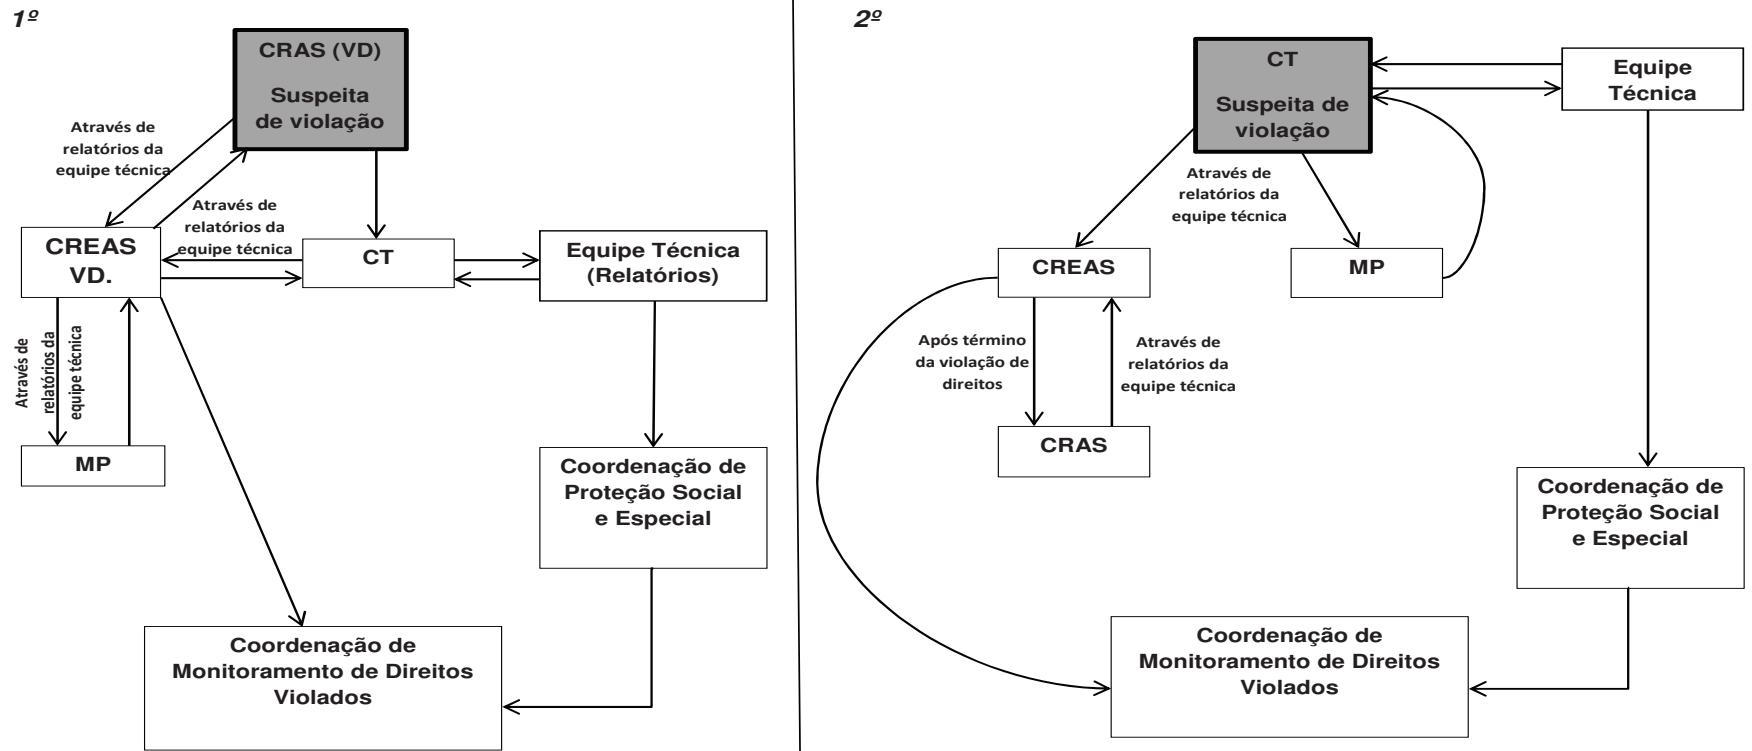 1º
CRAS (VD)
Suspeita
de violação
Através de
relatórios da
equipe técnica
Através de
relatórios da
equipe técnica
CREAS
VD.
CT
Equipe Técnica
(Relatórios)
Através de
relatórios da
equipe técnica
MP
Coordenação de
Proteção Social
e Especial
Coordenação de
Monitoramento de Direitos
Violados
2º
CT
Suspeita de
violação
Equipe
Técnica
Através de
relatórios da
equipe técnica
CREAS
MP
Após término
da violação de
direitos
Através de
relatórios da
equipe técnica
CRAS
Coordenação de
Proteção Social
e Especial
Coordenação de
Monitoramento de Direitos
Violados